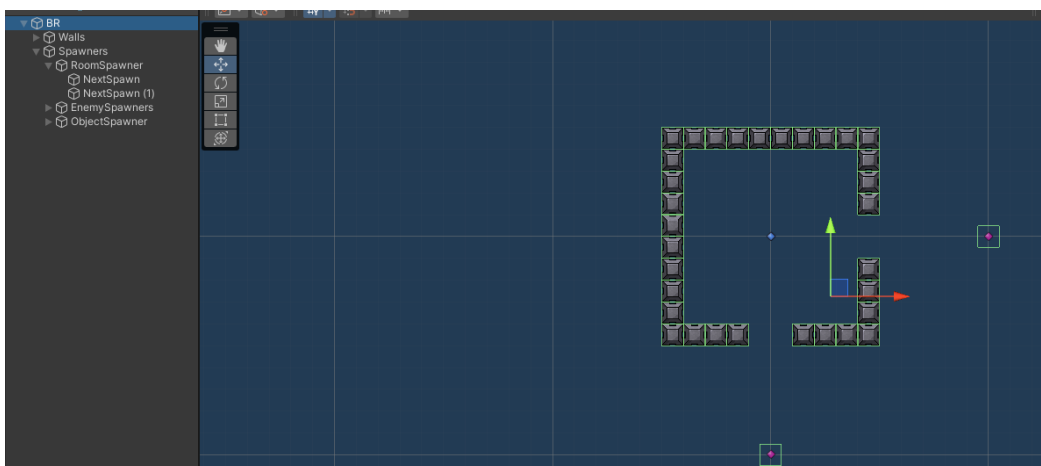 BR
Walls
Spawners
RoomSpawner
NextSpawn
NextSpawn (1)
EnemySpawners
ObjectSpawner